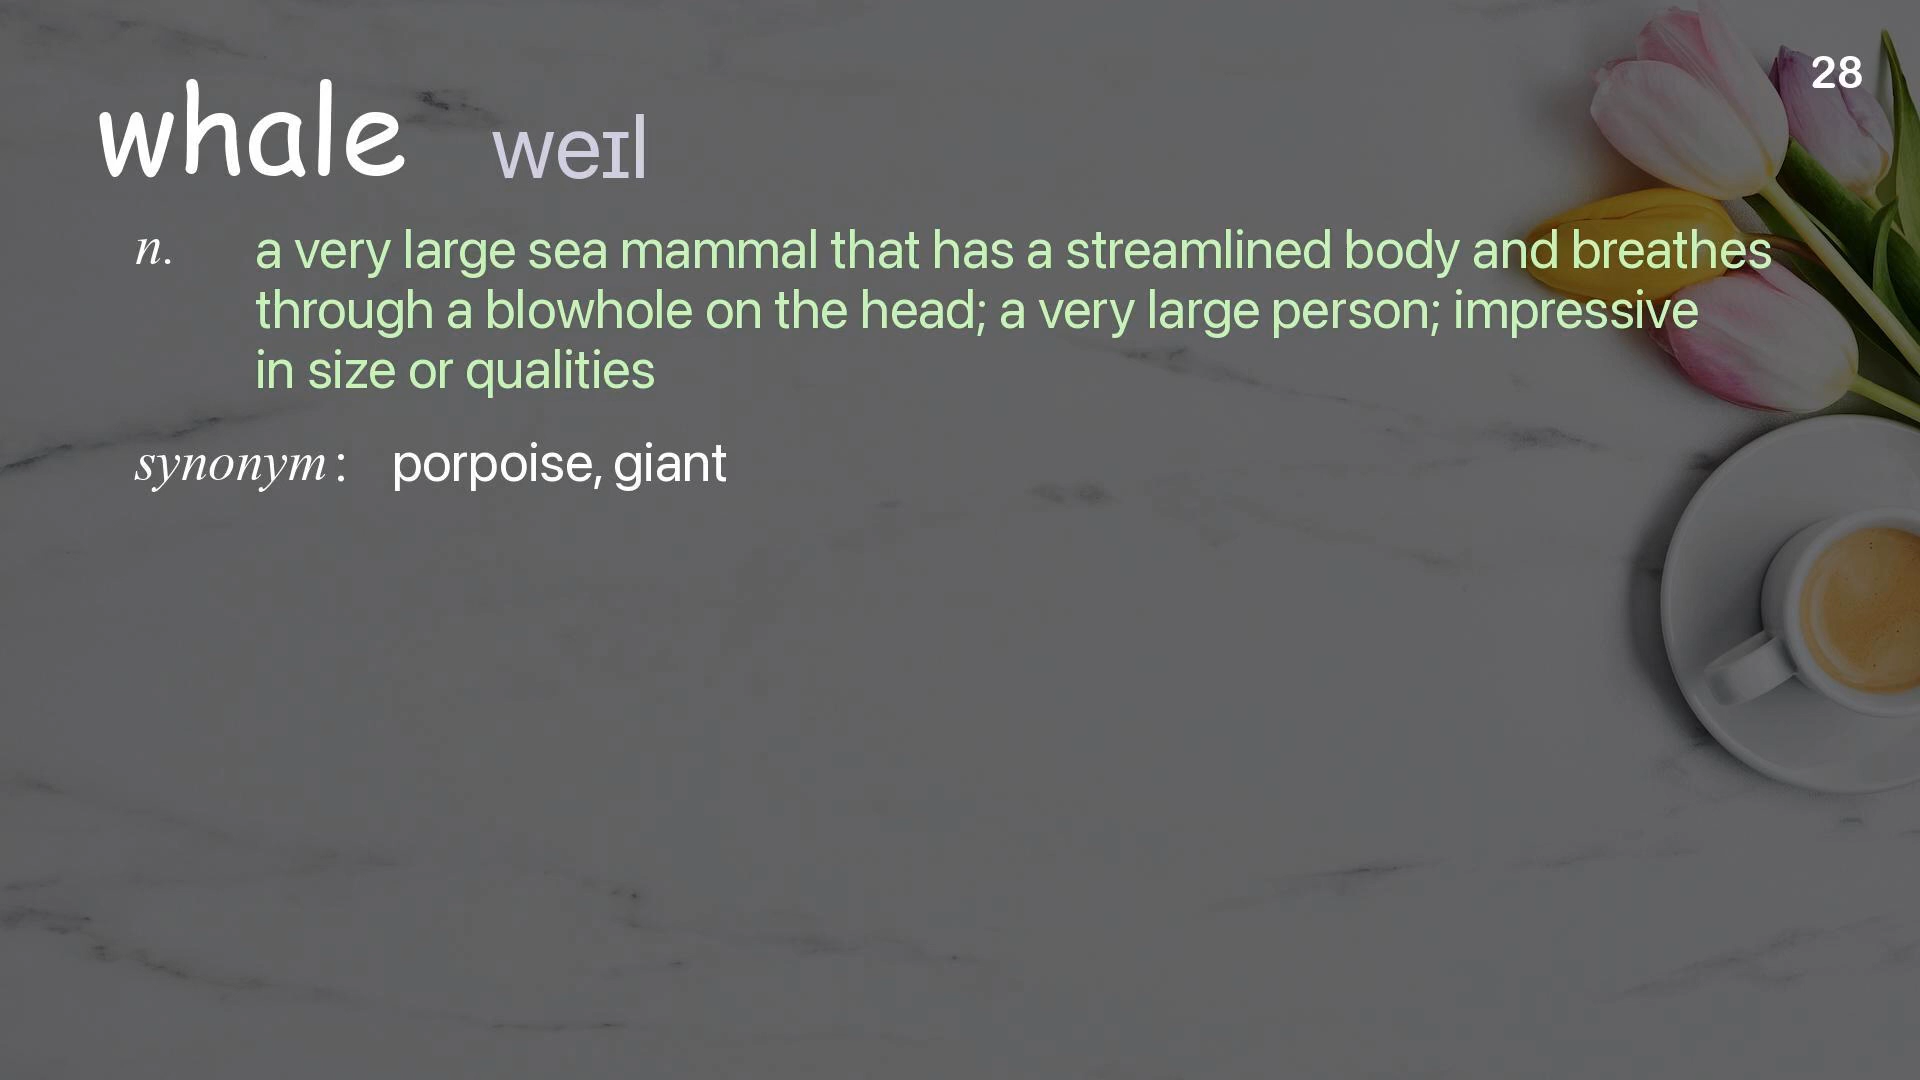 28
whale weɪl
n. a very large sea mammal that has a streamlined body and breathes
through a blowhole on the head; a very large person; impressive
in size or qualities
synonym: porpoise, giant